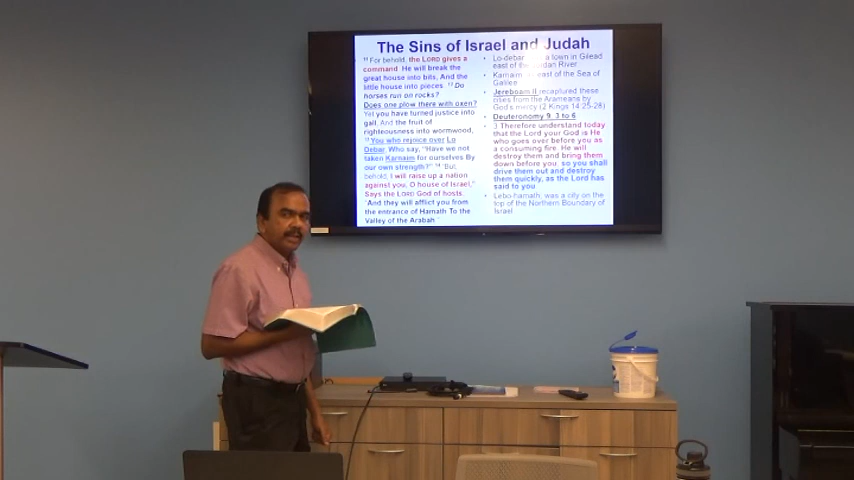 The Sins of Israel and Judah
11 For behold, the LORD gives a
command: He will break the
great house into bits, And the
little house into pieces. 12 Do
horses run on rocks?
Does one plow there with oxen?
Yet you have turned justice into
gall, And the fruit of
righteousness into wormwood,
13 You who rejoice over Lo
Debar, Who say, "Have we not
taken Karnaim for ourselves By
our own strength?" 14 "But,
behold, I will raise up a nation
against you, O house of Israel,"
Says the LORD God of hosts;
"And they will afflict you from
the entrance of Hamath To the
Valley of the Arabah."
• Lo-debar a town in Gilead
east of the Jordan River
• Karnaim east of the Sea of
Galilee
• Jereboam II recaptured these
cities from the Arameans by
God's mercy (2 Kings 14:25-28)
• Deuteronomy 9, 3 to 6
• 3 Therefore understand today
that the Lord your God is He
who goes over before you as
a consuming fire. He will
destroy them and bring them
down before you; so you shall
drive them out and destroy
them quickly, as the Lord has
said to you
• Lebo-hamath, was a city on the
top of the Northern Boundary of
Israel